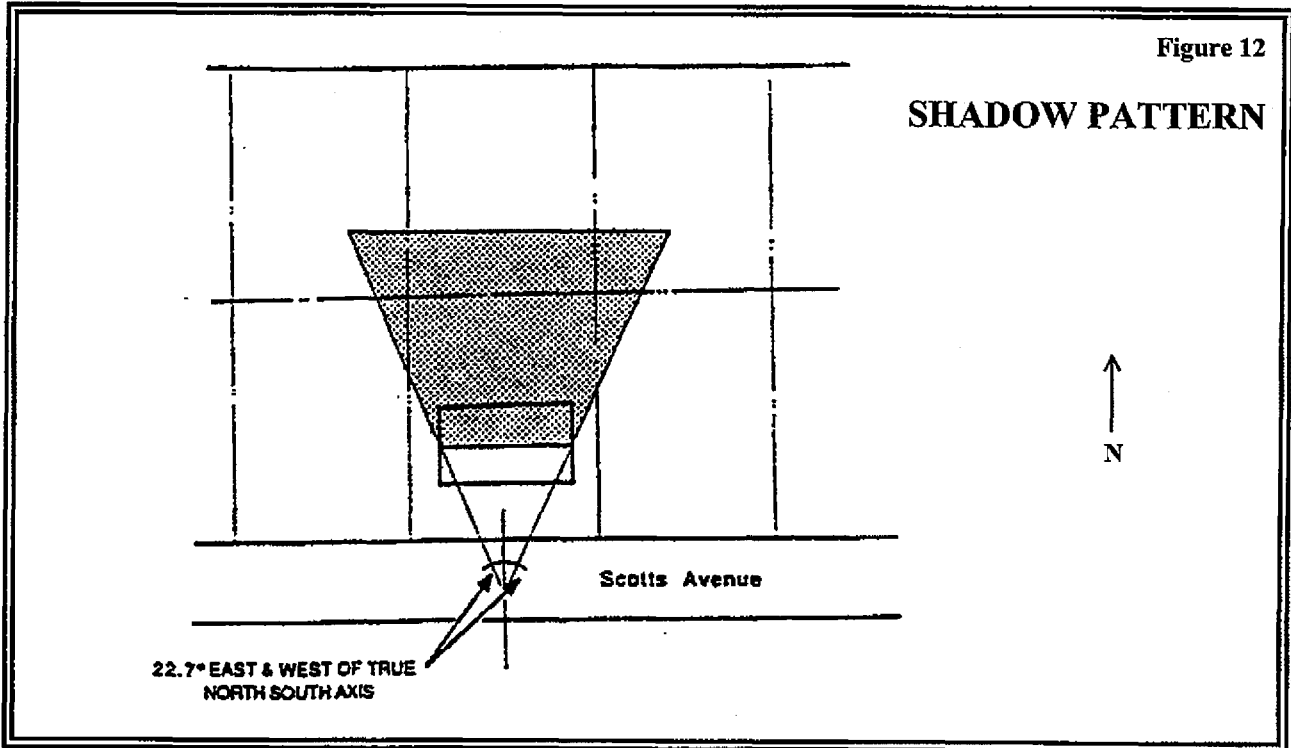 Figure 12
SHADOW PATTERN
N
Scotts Avenue
22.7° EAST & WEST OF TRUE
NORTH SOUTH AXIS